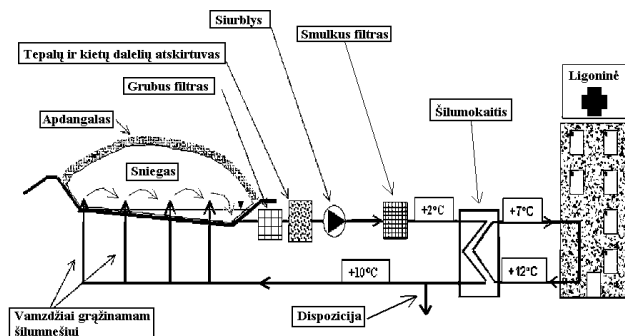 Siurblys
Tepalų ir kietų dalelių atskirtuvas
Smulkus filtras
Grubus filtras
Ligoninė
Apdangalas
Šilumokaitis
Sniegas
+2°C
+7°C
+10°C
+12°C
Vamzdžiai grąžinamam
šilumnešiui
Dispozicija